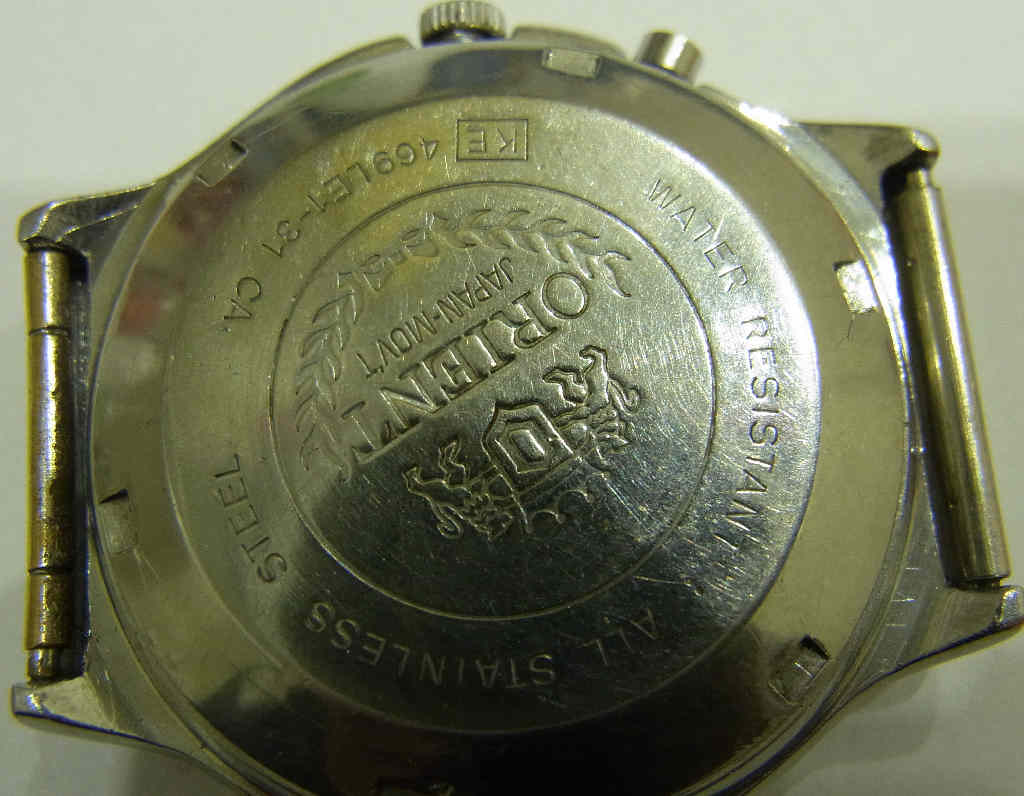 WATER RESISTANT
ALL STAINLESS STEEL
469LE1-31 CA.
KE
ORIENT
JAPAN-MOV'T